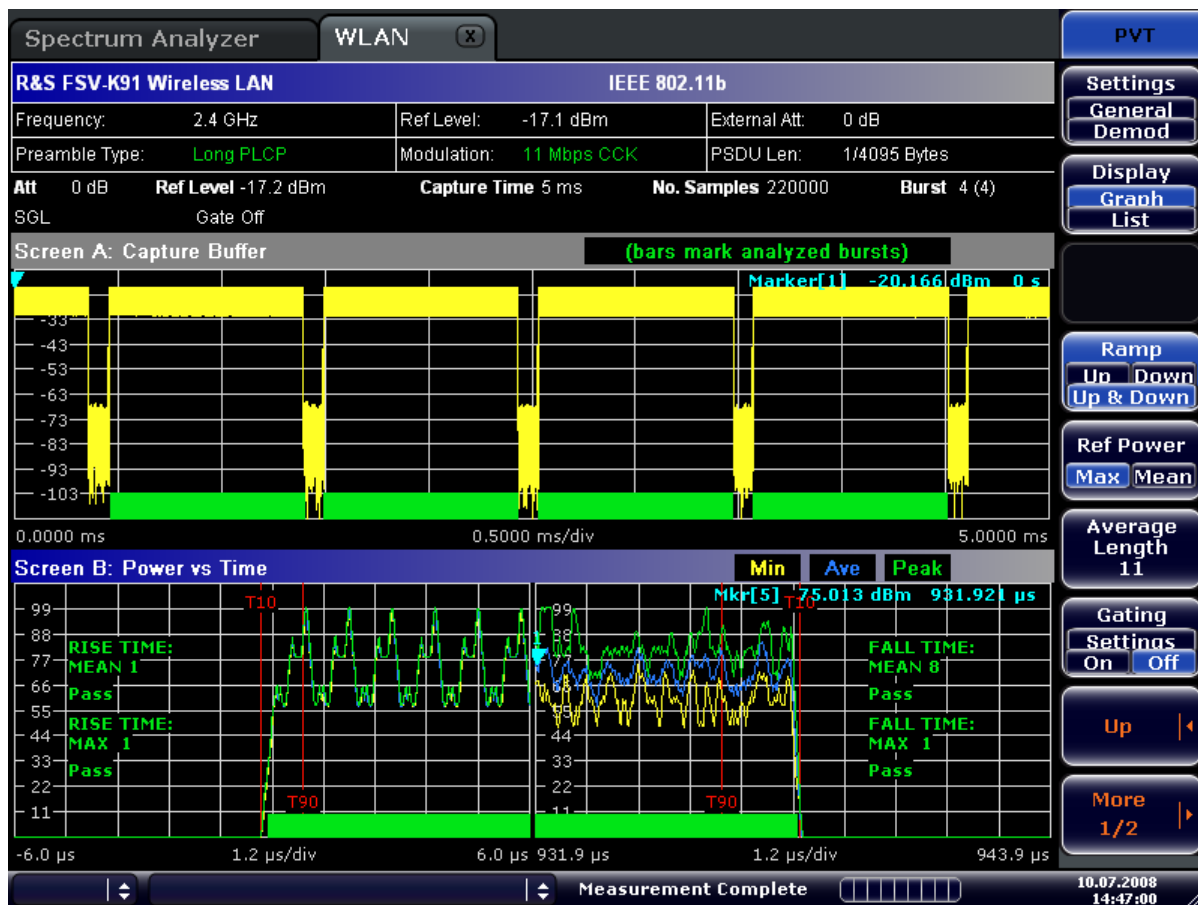 Spectrum Analyzer
WLAN
X
PVT
R&S FSV-K91 Wireless LAN
IEEE 802.11b
Frequency: 2.4 GHz Ref Level: -17.1 dBm External Att: 0 dB
Preamble Type: Long PLCP Modulation: 11 Mbps CCK PSDU Len: 1/4095 Bytes
Att 0 dB Ref Level -17.2 dBm Capture Time 5 ms No. Samples 220000 Burst 4 (4)
SGL Gate Off
Screen A: Capture Buffer (bars mark analyzed bursts)
Marker[1] -20.166 dBm 0 s
-33
-43
-53
-63
-73
-83
-93
-103
0.0000 ms 0.5000 ms/div 5.0000 ms
Screen B: Power vs Time Min Ave Peak
Mkr[5] 75.013 dBm 931.921 µs
T10
T10
99
88
77
66
55
44
33
22
11
RISE TIME:
MEAN 1
Pass
RISE TIME:
MAX 1
Pass
T90
99
88
77
66
55
44
33
22
11
1
FALL TIME:
MEAN 8
Pass
FALL TIME:
MAX 1
Pass
T90
-6.0 µs 1.2 µs/div 6.0 µs 931.9 µs 1.2 µs/div 943.9 µs
Settings
General
Demod
Display
Graph
List
Ramp
Up Down
Up & Down
Ref Power
Max Mean
Average
Length
11
Gating
Settings
On Off
Up
More
1/2
Measurement Complete
10.07.2008
14:47:00